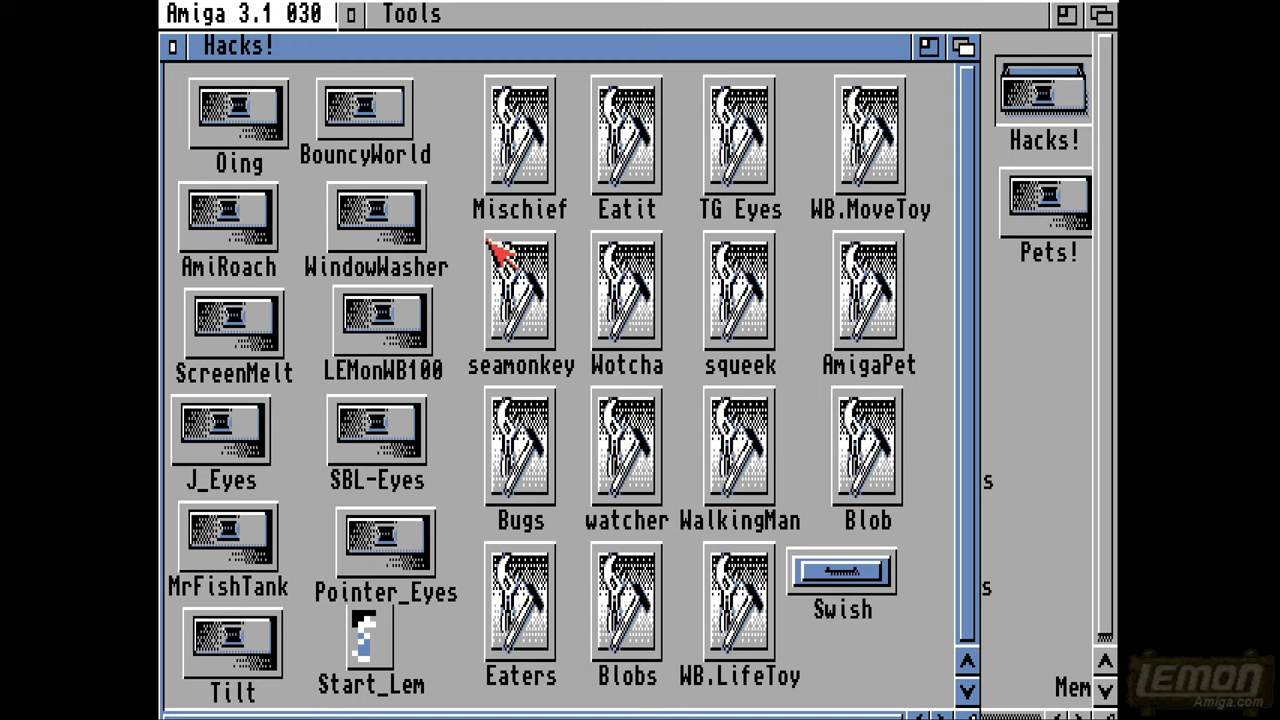 Amiga 3.1 030
Tools
Hacks!
Oing
BouncyWorld
Mischief
Eatit
TG Eyes
WB.MoveToy
Hacks!
AmiRoach
WindowWasher
Pets!
ScreenMelt
LEMonWB100
seamonkey
Wotcha
squeek
AmigaPet
J_Eyes
SBL-Eyes
s
Bugs
watcher
WalkingMan
Blob
MrFishTank
Pointer_Eyes
s
Swish
Tilt
Start_Lem
Eaters
Blobs
WB.LifeToy
Mem
LEMON
Amiga.com